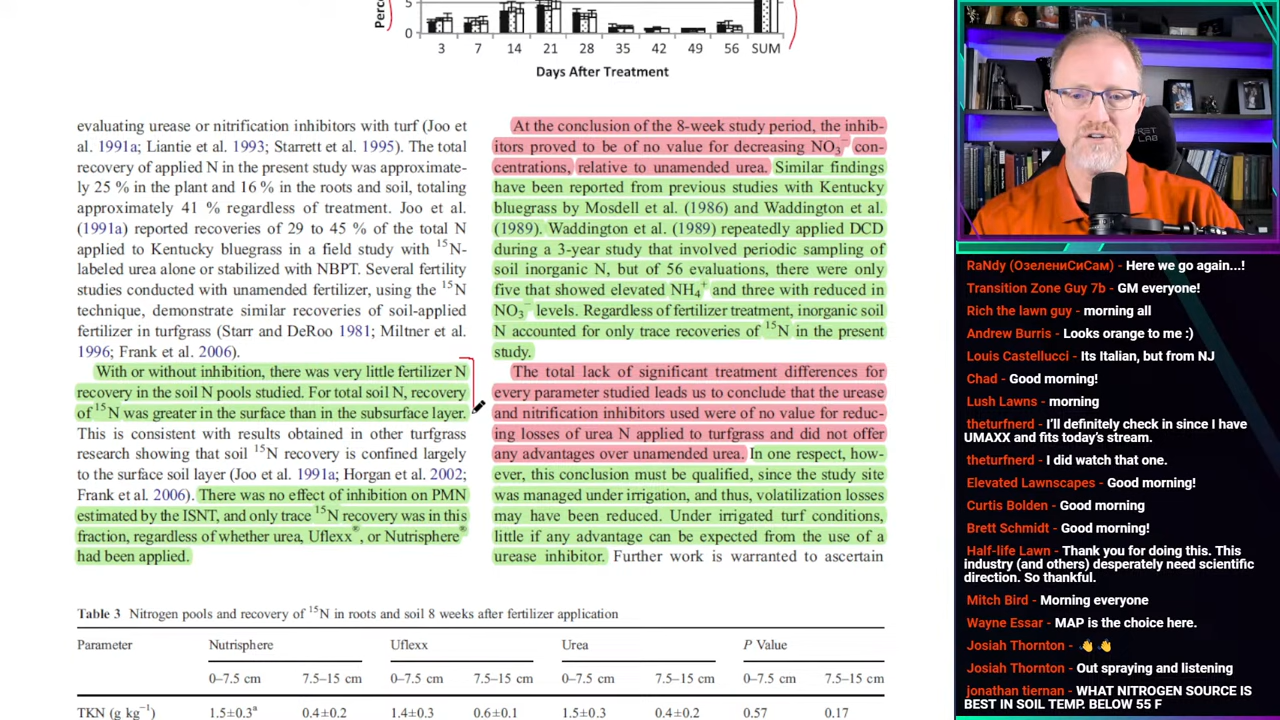 Perce
5
0
3 7 14 21 28 35 42 49 56 SUM
Days After Treatment
evaluating urease or nitrification inhibitors with turf (Joo et
al. 1991a; Liantie et al. 1993; Starrett et al. 1995). The total
recovery of applied N in the present study was approximate-
ly 25 % in the plant and 16 % in the roots and soil, totaling
approximately 41 % regardless of treatment. Joo et al.
(1991a) reported recoveries of 29 to 45 % of the total N
applied to Kentucky bluegrass in a field study with ¹⁵N-
labeled urea alone or stabilized with NBPT. Several fertility
studies conducted with unamended fertilizer, using the ¹⁵N
technique, demonstrate similar recoveries of soil-applied
fertilizer in turfgrass (Starr and DeRoo 1981; Miltner et al.
1996; Frank et al. 2006).
With or without inhibition, there was very little fertilizer N
recovery in the soil N pools studied. For total soil N, recovery
of ¹⁵N was greater in the surface than in the subsurface layer.
This is consistent with results obtained in other turfgrass
research showing that soil ¹⁵N recovery is confined largely
to the surface soil layer (Joo et al. 1991a; Horgan et al. 2002;
Frank et al. 2006). There was no effect of inhibition on PMN
estimated by the ISNT, and only trace ¹⁵N recovery was in this
fraction, regardless of whether urea, Uflexx®, or Nutrisphere®
had been applied.
At the conclusion of the 8-week study period, the inhib-
itors proved to be of no value for decreasing NO₃⁻ con-
centrations, relative to unamended urea. Similar findings
have been reported from previous studies with Kentucky
bluegrass by Mosdell et al. (1986) and Waddington et al.
(1989). Waddington et al. (1989) repeatedly applied DCD
during a 3-year study that involved periodic sampling of
soil inorganic N, but of 56 evaluations, there were only
five that showed elevated NH₄⁺ and three with reduced in
NO₃⁻ levels. Regardless of fertilizer treatment, inorganic soil
N accounted for only trace recoveries of ¹⁵N in the present
study.
The total lack of significant treatment differences for
every parameter studied leads us to conclude that the urease
and nitrification inhibitors used were of no value for reduc-
ing losses of urea N applied to turfgrass and did not offer
any advantages over unamended urea. In one respect, how-
ever, this conclusion must be qualified, since the study site
was managed under irrigation, and thus, volatilization losses
may have been reduced. Under irrigated turf conditions,
little if any advantage can be expected from the use of a
urease inhibitor. Further work is warranted to ascertain
Table 3 Nitrogen pools and recovery of ¹⁵N in roots and soil 8 weeks after fertilizer application
Parameter Nutrisphere Uflexx Urea P Value
0–7.5 cm 7.5–15 cm 0–7.5 cm 7.5–15 cm 0–7.5 cm 7.5–15 cm 0–7.5 cm 7.5–15 cm
TKN (g kg⁻¹) 1.5±0.3ᵃ 0.4±0.2 1.4±0.3 0.6±0.1 1.5±0.3 0.4±0.2 0.57 0.17
RaNdy (ОзелениСиСам) - Here we go again...!
Transition Zone Guy 7b - GM everyone!
Rich the lawn guy - morning all
Andrew Burris - Looks orange to me :)
Louis Castellucci - Its Italian, but from NJ
Chad - Good morning!
Lush Lawns - morning
theturfnerd - I’ll definitely check in since I have
UMAXX and fits today’s stream.
theturfnerd - I did watch that one.
Elevated Lawnscapes - Good morning!
Curtis Bolden - Good morning
Brett Schmidt - Good morning!
Half-life Lawn - Thank you for doing this. This
industry (and others) desperately need scientific
direction. So thankful.
Mitch Bird - Morning everyone
Wayne Essar - MAP is the choice here.
Josiah Thornton - 👏 👏
Josiah Thornton - Out spraying and listening
jonathan tiernan - WHAT NITROGEN SOURCE IS
BEST IN SOIL TEMP. BELOW 55 F